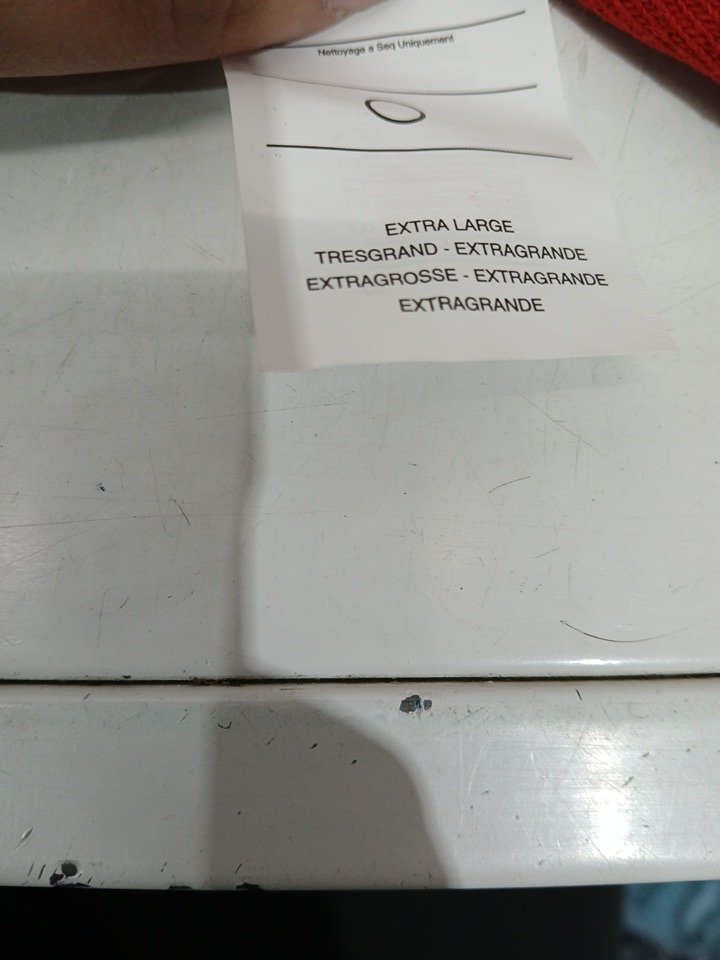 Nettoyage à Seq Uniquement
EXTRA LARGE
TRESGRAND - EXTRAGRANDE
EXTRAGROSSE - EXTRAGRANDE
EXTRAGRANDE